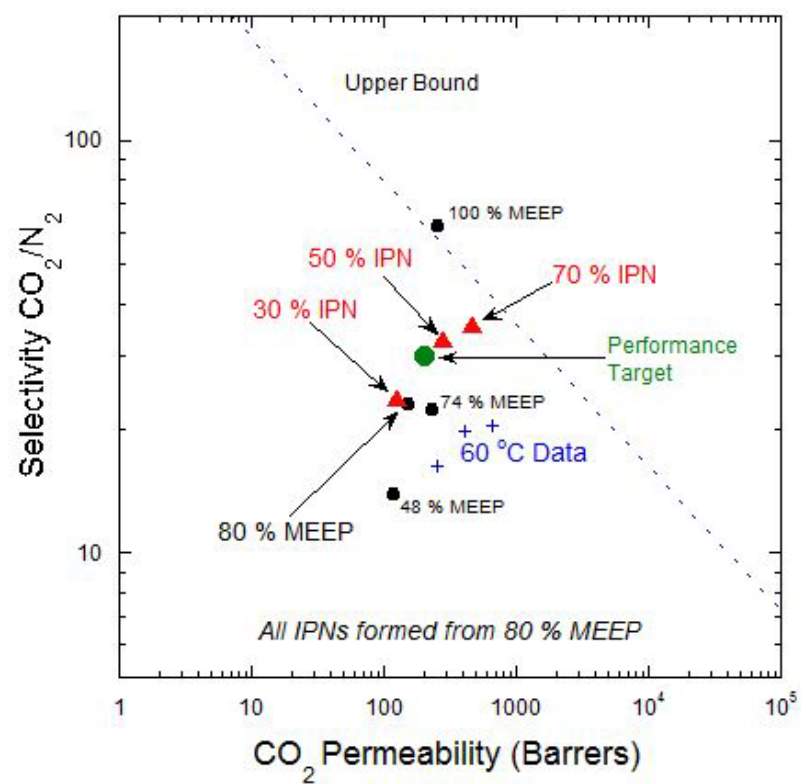 Upper Bound
100
100 % MEEP
50 % IPN
70 % IPN
30 % IPN
Performance
Target
74 % MEEP
60 °C Data
48 % MEEP
80 % MEEP
10
All IPNs formed from 80 % MEEP
Selectivity CO₂/N₂
1 10 100 1000 10⁴ 10⁵
CO₂ Permeability (Barrers)